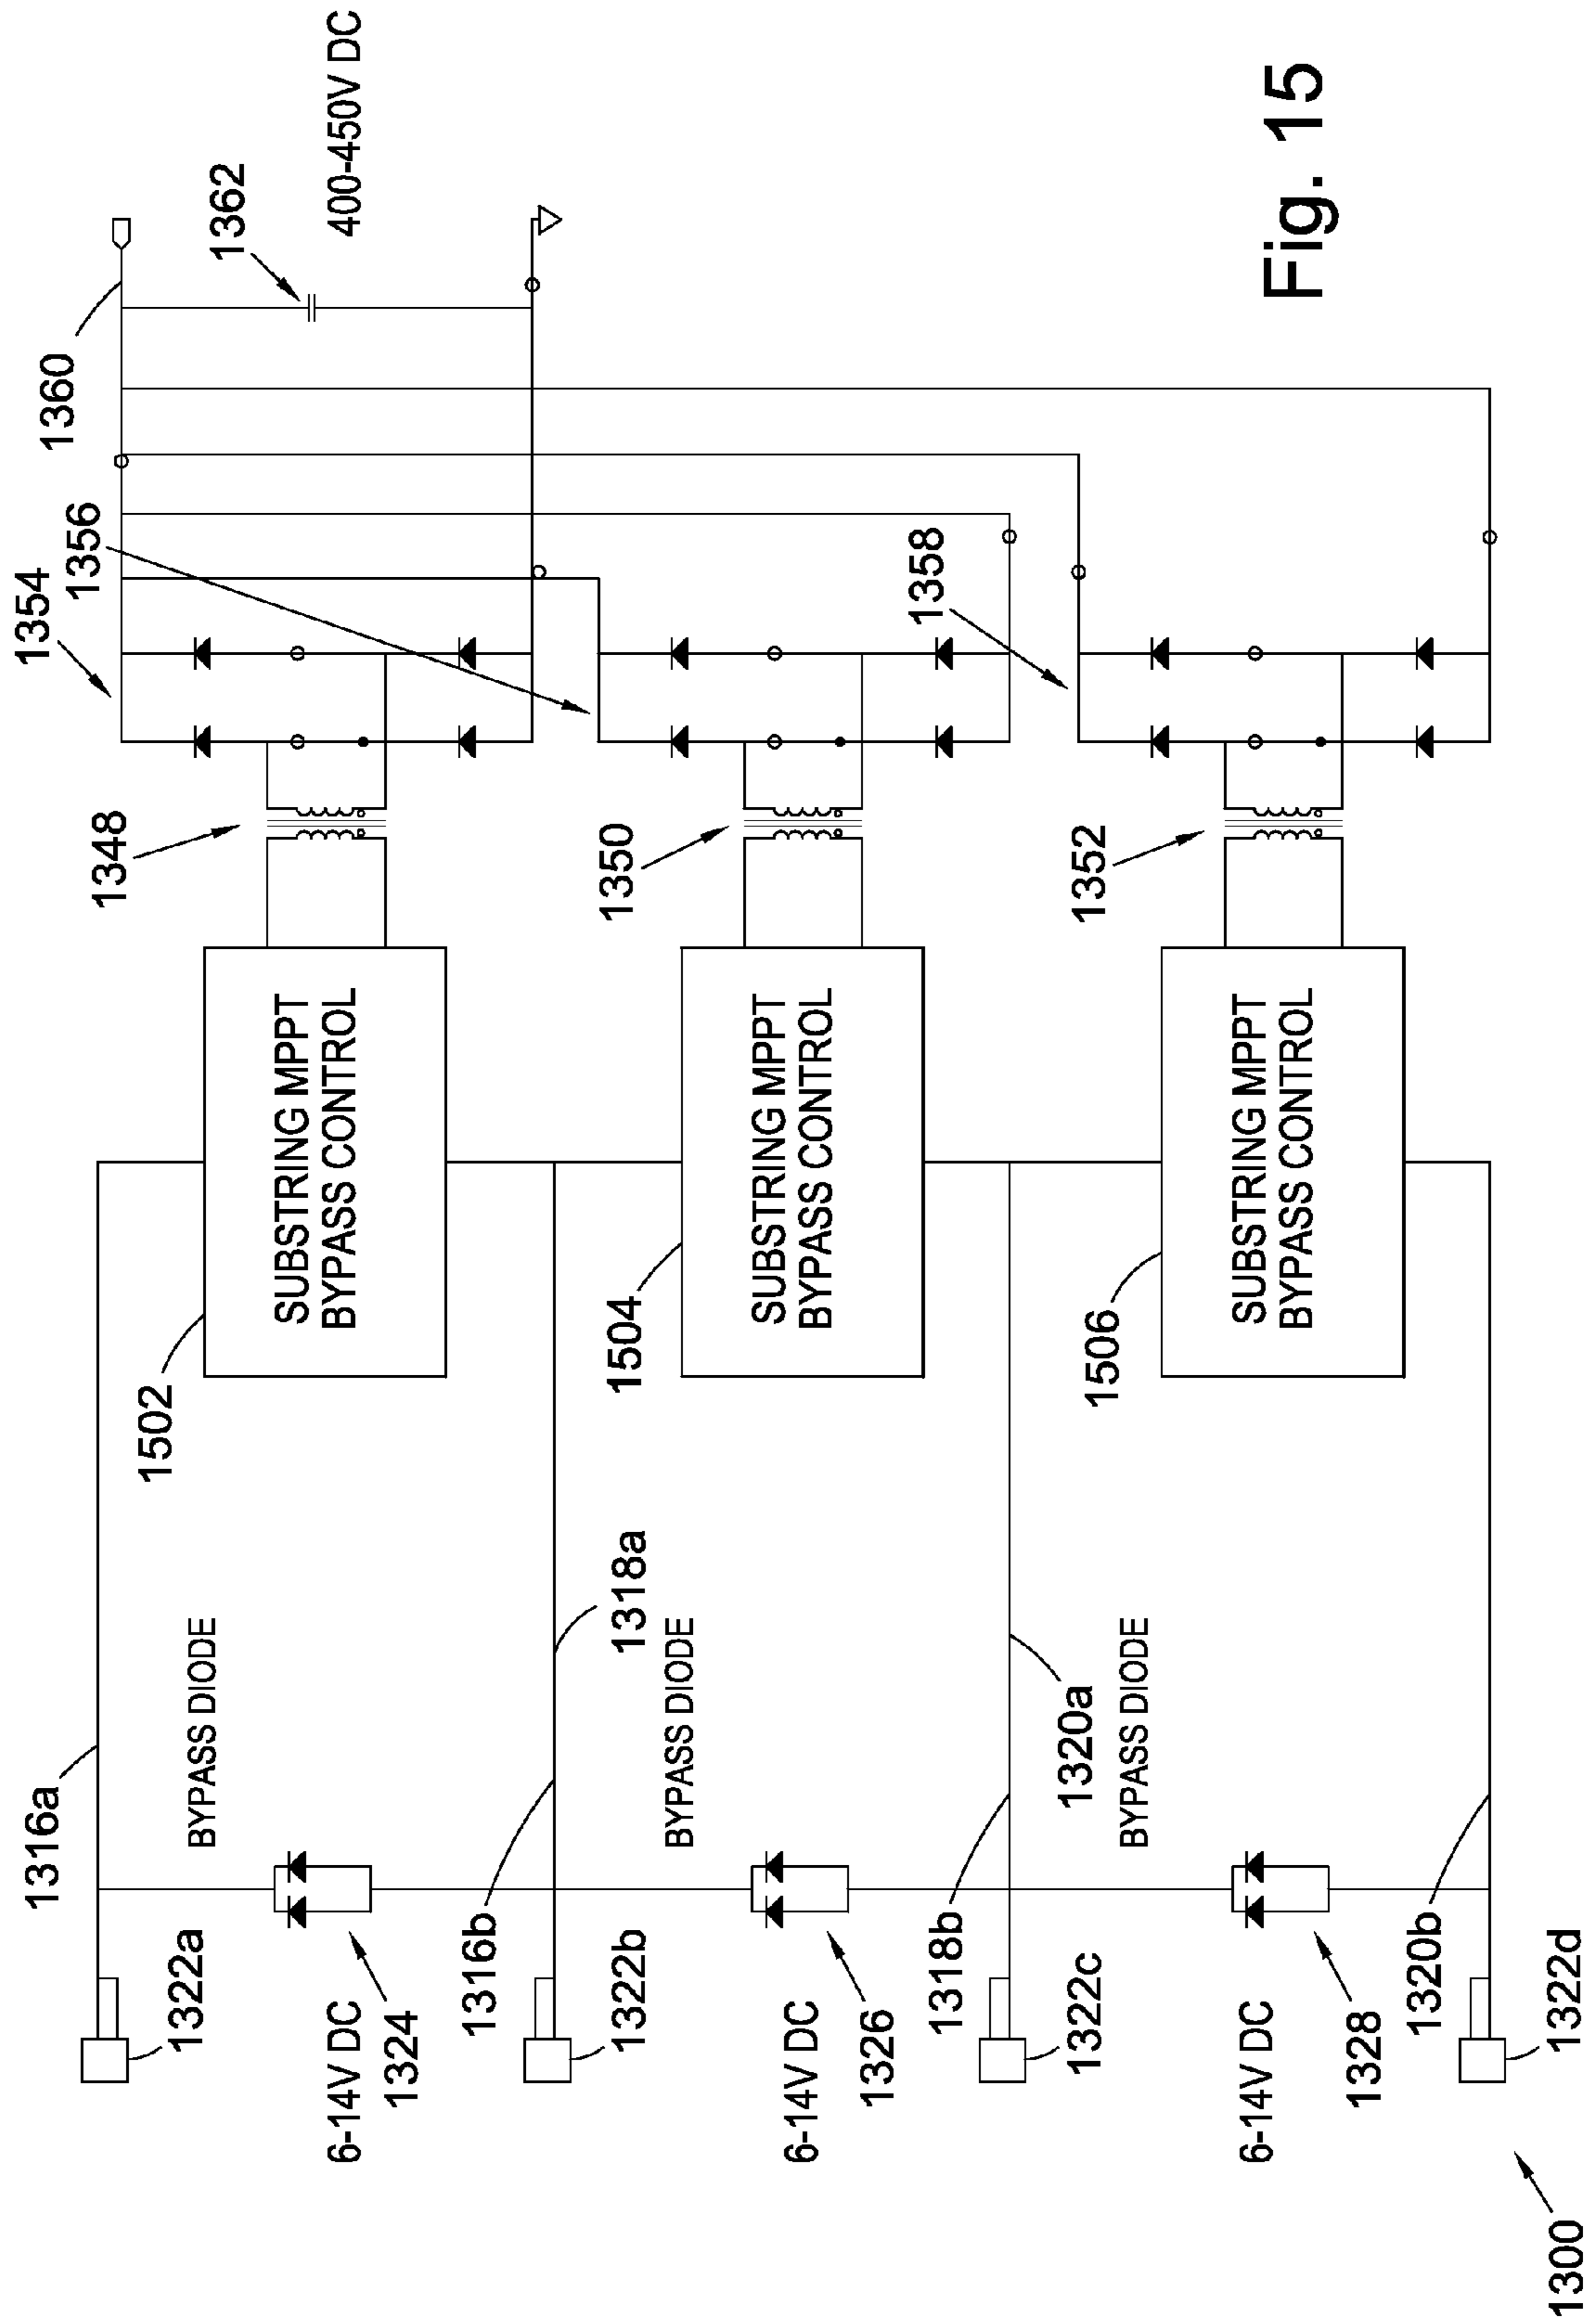 1354
1356
1360
1362
400-450V DC
1348
1502
SUBSTRING MPPT
BYPASS CONTROL
1316a
BYPASS DIODE
1322a
6-14V DC
1324
1316b
1322b
1318a
BYPASS DIODE
1504
SUBSTRING MPPT
BYPASS CONTROL
1350
1358
6-14V DC
1326
1318b
1322c
1320a
BYPASS DIODE
1506
SUBSTRING MPPT
BYPASS CONTROL
1352
6-14V DC
1328
1320b
1322d
1300
Fig. 15